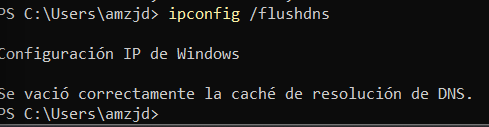 PS C:\Users\amzjd> ipconfig /flushdns
Configuración IP de Windows
Se vació correctamente la caché de resolución de DNS.
PS C:\Users\amzjd>